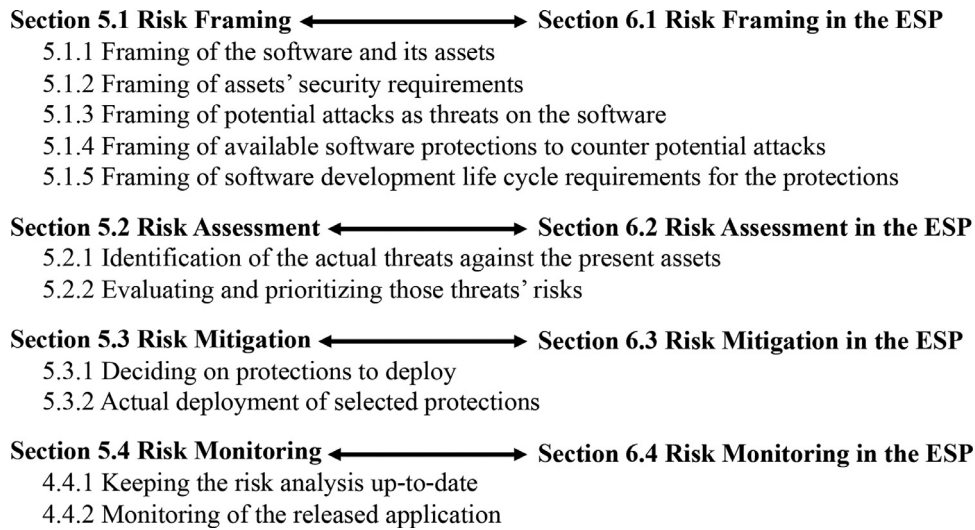 Section 5.1 Risk Framing Section 6.1 Risk Framing in the ESP
5.1.1 Framing of the software and its assets
5.1.2 Framing of assets’ security requirements
5.1.3 Framing of potential attacks as threats on the software
5.1.4 Framing of available software protections to counter potential attacks
5.1.5 Framing of software development life cycle requirements for the protections
Section 5.2 Risk Assessment Section 6.2 Risk Assessment in the ESP
5.2.1 Identification of the actual threats against the present assets
5.2.2 Evaluating and prioritizing those threats’ risks
Section 5.3 Risk Mitigation Section 6.3 Risk Mitigation in the ESP
5.3.1 Deciding on protections to deploy
5.3.2 Actual deployment of selected protections
Section 5.4 Risk Monitoring Section 6.4 Risk Monitoring in the ESP
4.4.1 Keeping the risk analysis up-to-date
4.4.2 Monitoring of the released application